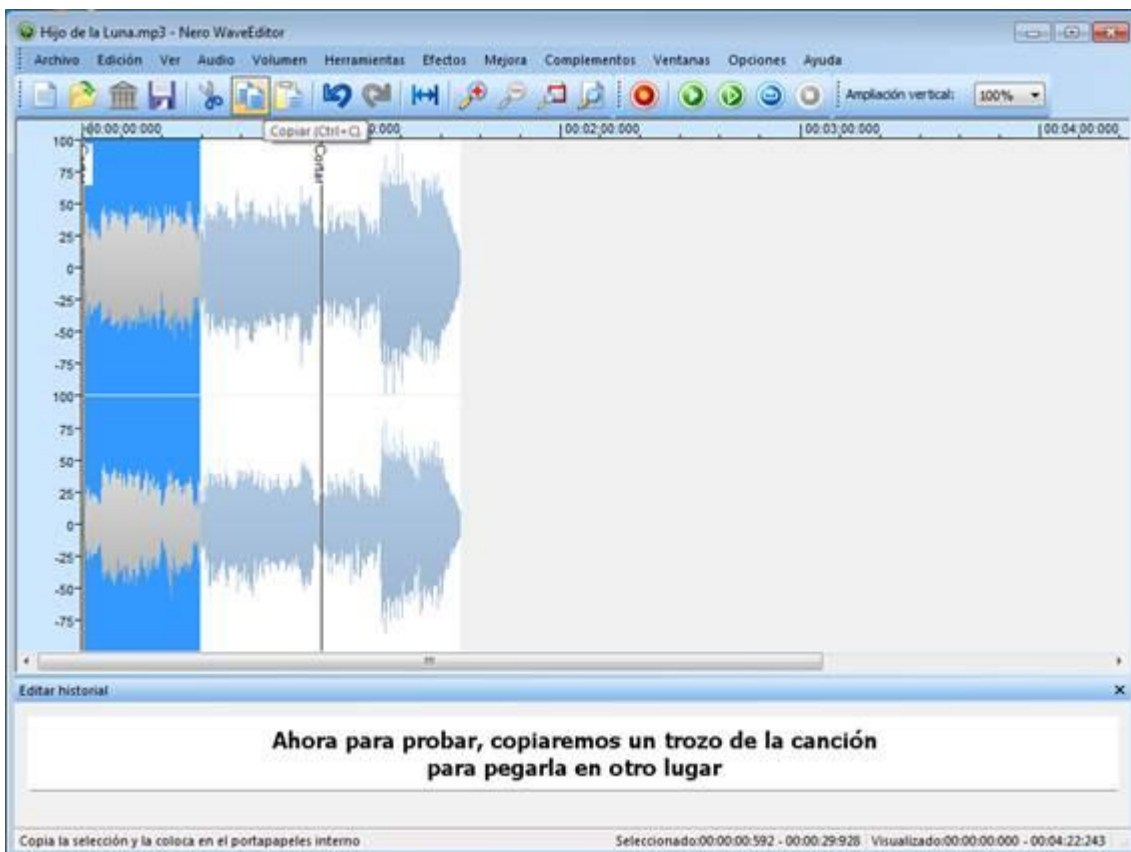 Hijo de la Luna.mp3 - Nero WaveEditor
Archivo Edición Ver Audio Volumen Herramientas Efectos Mejora Complementos Ventanas Opciones Ayuda
Ampliación vertical: 100%
00:00:00:000 0:000 00:02:00:000 00:03:00:000 00:04:00:000
Copiar (Ctrl+C)
Cortar
100
75
50
25
0
-25
-50
-75
100
75
50
25
0
-25
-50
-75
Editar historial
Ahora para probar, copiaremos un trozo de la canción
para pegarla en otro lugar
Copia la selección y la coloca en el portapapeles interno Seleccionado:00:00:00:592 - 00:00:29:928 Visualizado:00:00:00:000 - 00:04:22:243